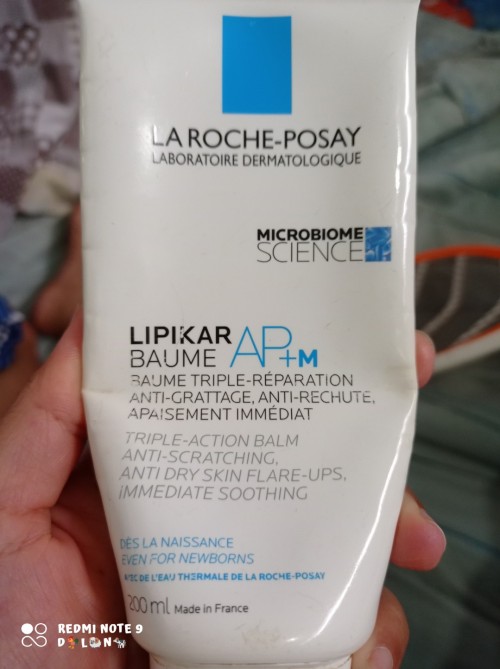 LA ROCHE-POSAY
LABORATOIRE DERMATOLOGIQUE
MICROBIOME
SCIENCE
LIPIKAR
BAUME AP+M
BAUME TRIPLE-RÉPARATION
ANTI-GRATTAGE, ANTI-RECHUTE,
APAISEMENT IMMÉDIAT
TRIPLE-ACTION BALM
ANTI-SCRATCHING,
ANTI DRY SKIN FLARE-UPS,
IMMEDIATE SOOTHING
DÈS LA NAISSANCE
EVEN FOR NEWBORNS
AVEC DE L'EAU THERMALE DE LA ROCHE-POSAY
200 ml Made in France
REDMI NOTE 9
D LON